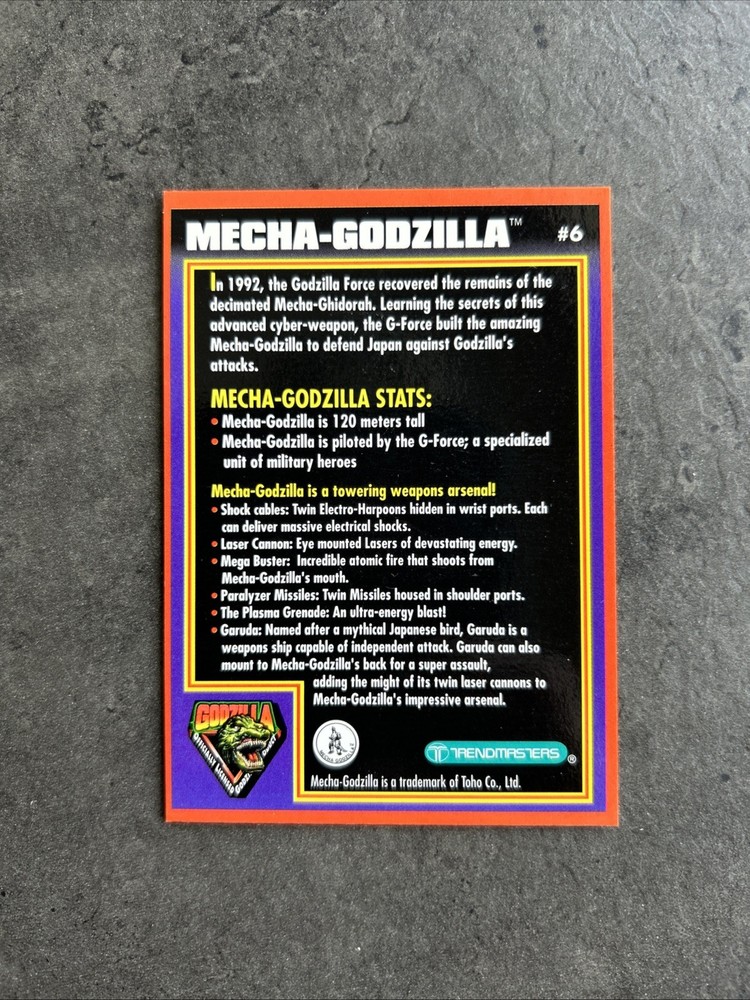 MECHA-GODZILLA™ #6
In 1992, the Godzilla Force recovered the remains of the
decimated Mecha-Ghidorah. Learning the secrets of this
advanced cyber-weapon, the G-Force built the amazing
Mecha-Godzilla to defend Japan against Godzilla's
attacks.
MECHA-GODZILLA STATS:
• Mecha-Godzilla is 120 meters tall
• Mecha-Godzilla is piloted by the G-Force; a specialized
unit of military heroes
Mecha-Godzilla is a towering weapons arsenal!
• Shock cables: Twin Electro-Harpoons hidden in wrist ports. Each
can deliver massive electrical shocks.
• Laser Cannon: Eye mounted Lasers of devastating energy.
• Mega Buster: Incredible atomic fire that shoots from
Mecha-Godzilla's mouth.
• Paralyzer Missiles: Twin Missiles housed in shoulder ports.
• The Plasma Grenade: An ultra-energy blast!
• Garuda: Named after a mythical Japanese bird, Garuda is a
weapons ship capable of independent attack. Garuda can also
mount to Mecha-Godzilla's back for a super assault,
adding the might of its twin laser cannons to
Mecha-Godzilla's impressive arsenal.
GODZILLA
OFFICIALLY LICENSED
MECHA GODZILLA
TRENDMASTERS®
Mecha-Godzilla is a trademark of Toho Co., Ltd.